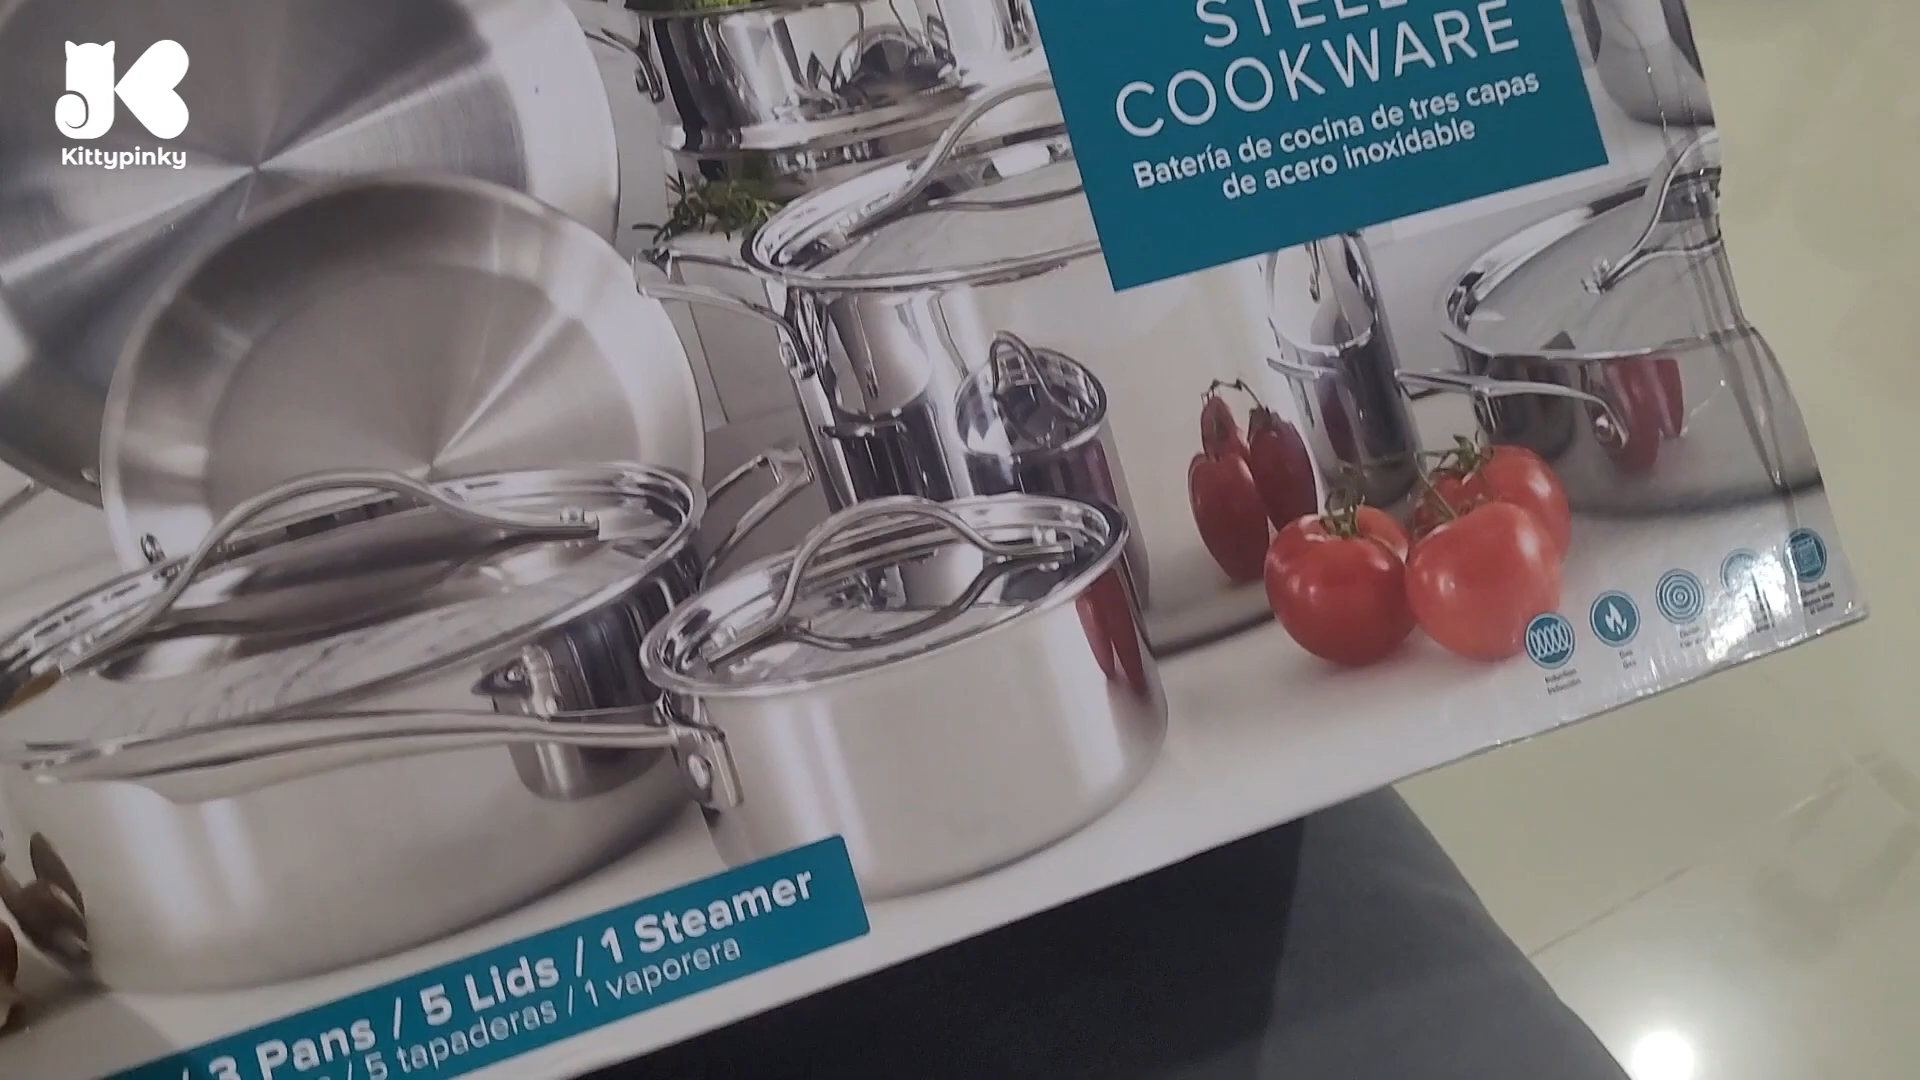 Kittypinky
COOKWARE
Batería de cocina de tres capas
de acero inoxidable
/ 3 Pans / 5 Lids / 1 Steamer
/ 5 tapaderas / 1 vaporera